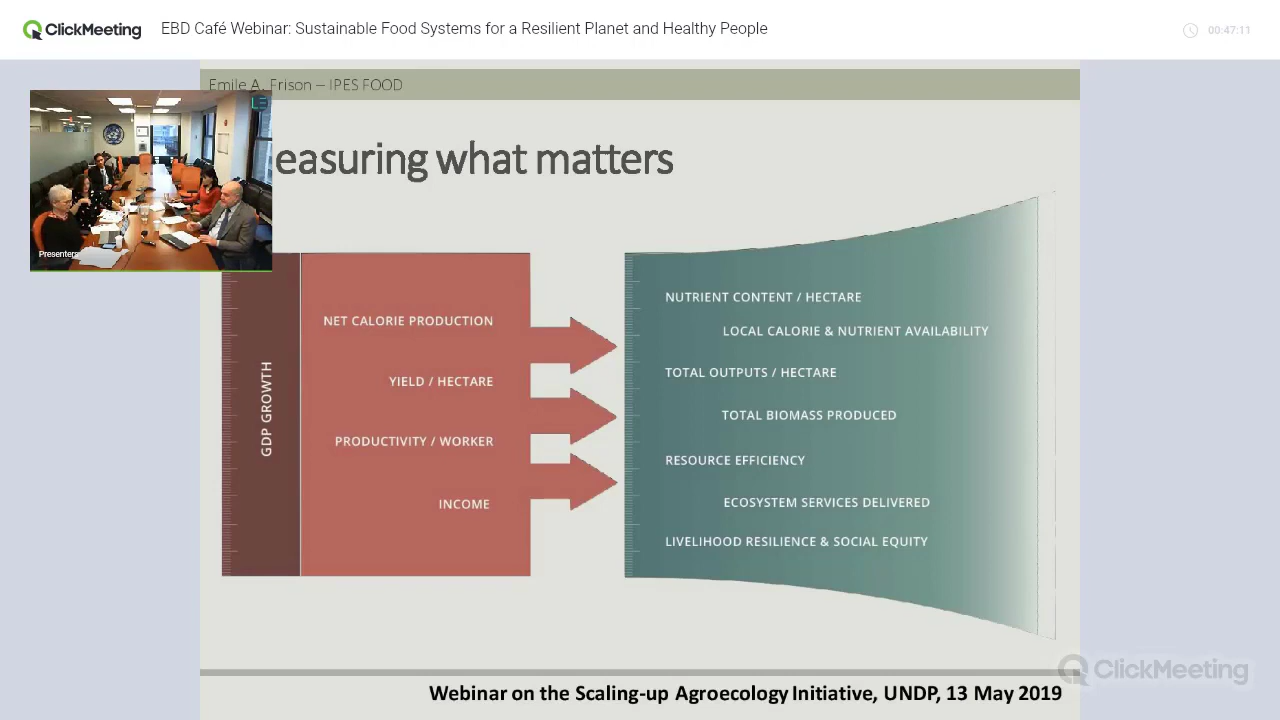 ClickMeeting
EBD Café Webinar: Sustainable Food Systems for a Resilient Planet and Healthy People
00:47:11
Emile A. Frison – IPES FOOD
easuring what matters
Presenters
GDP GROWTH
NET CALORIE PRODUCTION
YIELD / HECTARE
PRODUCTIVITY / WORKER
INCOME
NUTRIENT CONTENT / HECTARE
LOCAL CALORIE & NUTRIENT AVAILABILITY
TOTAL OUTPUTS / HECTARE
TOTAL BIOMASS PRODUCED
RESOURCE EFFICIENCY
ECOSYSTEM SERVICES DELIVERED
LIVELIHOOD RESILIENCE & SOCIAL EQUITY
ClickMeeting
Webinar on the Scaling-up Agroecology Initiative, UNDP, 13 May 2019